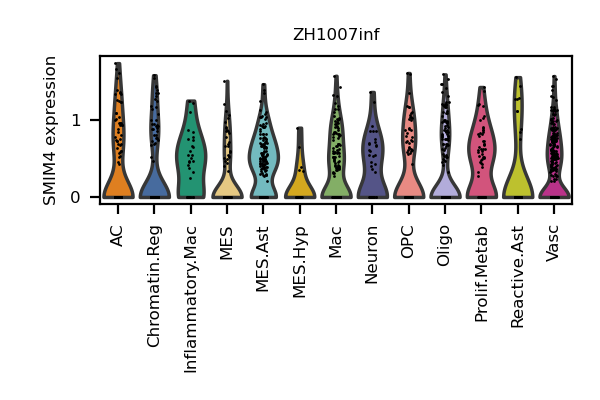 ZH1007inf
SMIM4 expression
1
0
AC
Chromatin.Reg
Inflammatory.Mac
MES
MES.Ast
MES.Hyp
Mac
Neuron
OPC
Oligo
Prolif.Metab
Reactive.Ast
Vasc